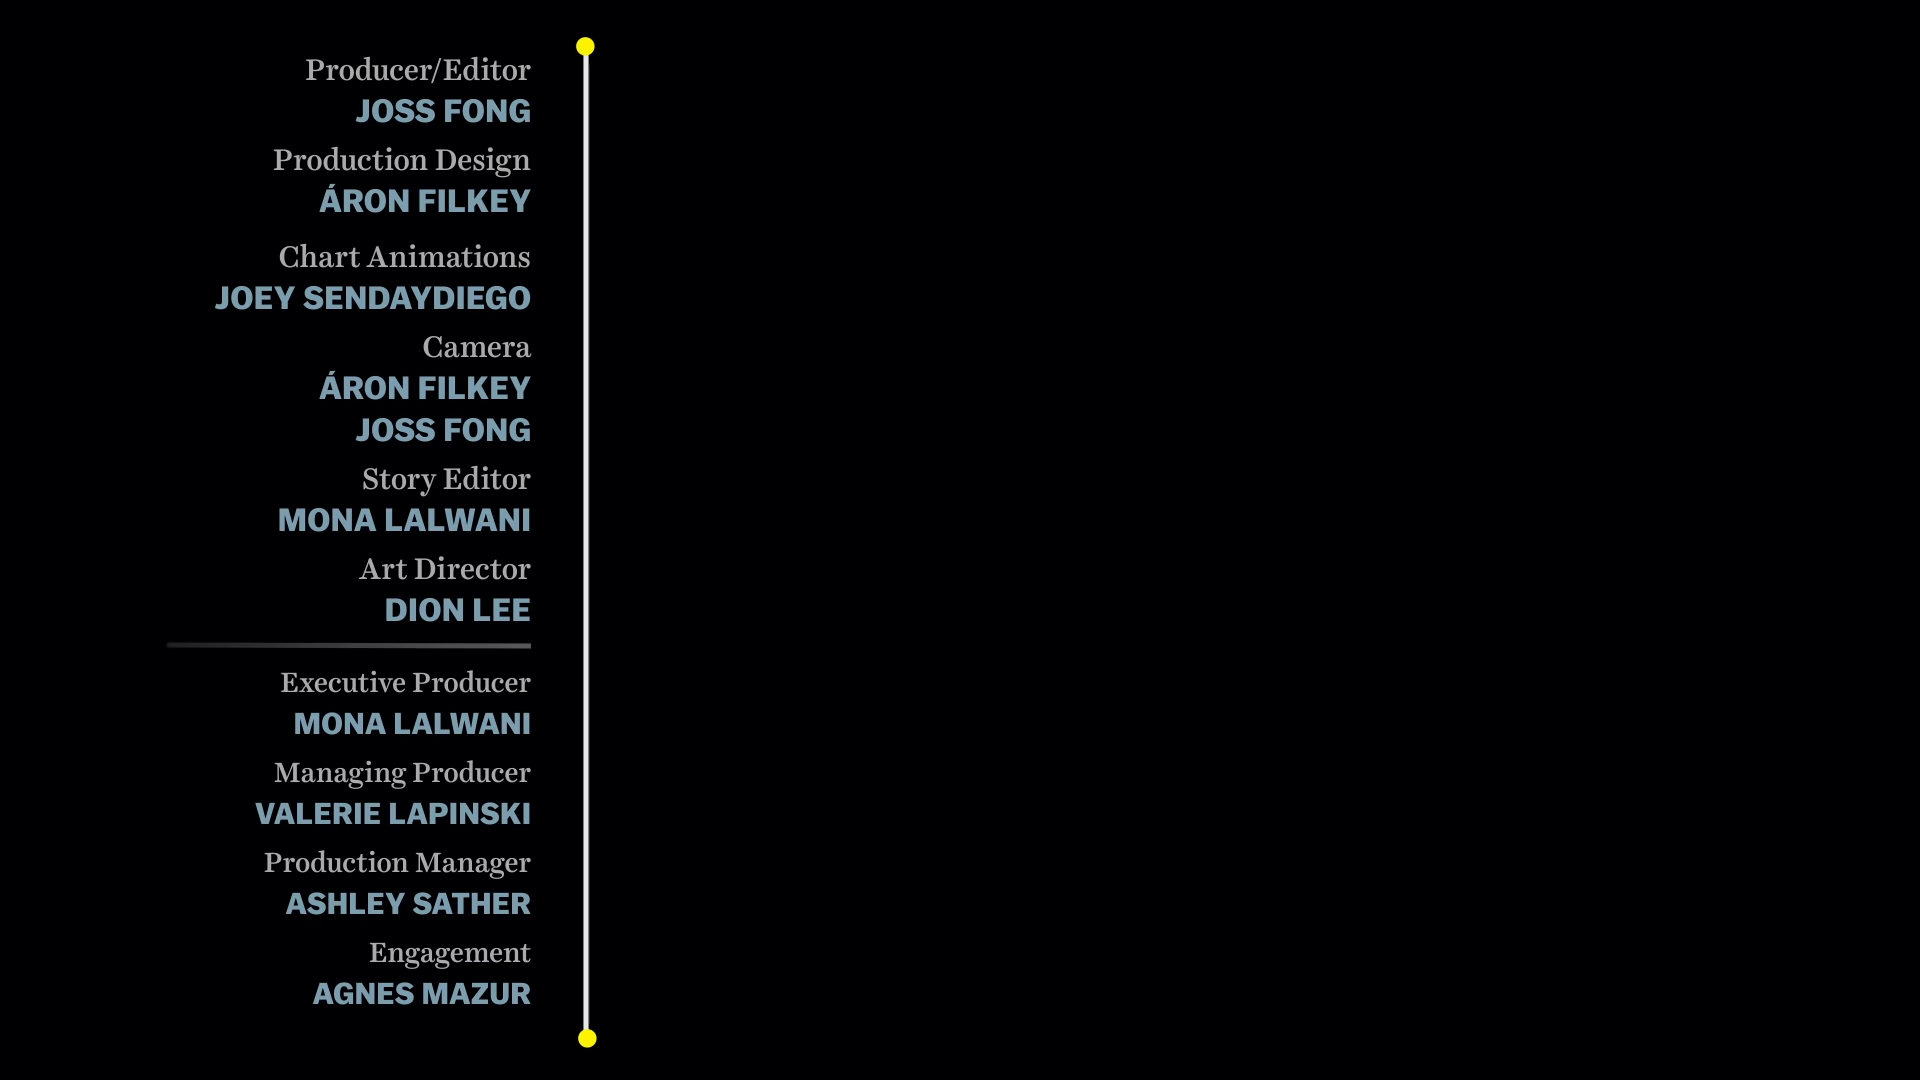 Producer/Editor
JOSS FONG
Production Design
ÁRON FILKEY
Chart Animations
JOEY SENDAYDIEGO
Camera
ÁRON FILKEY
JOSS FONG
Story Editor
MONA LALWANI
Art Director
DION LEE
Executive Producer
MONA LALWANI
Managing Producer
VALERIE LAPINSKI
Production Manager
ASHLEY SATHER
Engagement
AGNES MAZUR